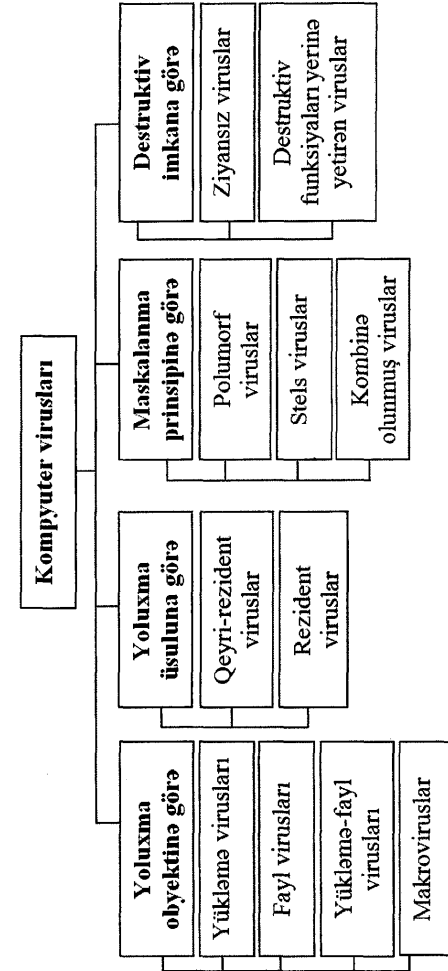 Kompyuter virusları
Yoluxma
obyektinə görə
Yükləmə virusları
Fayl virusları
Yükləmə-fayl
virusları
Makroviruslar
Yoluxma
üsuluna görə
Qeyri-rezident
viruslar
Rezident
viruslar
Maskalanma
prinsipinə görə
Polumorf
viruslar
Stels viruslar
Kombinə
olunmuş viruslar
Destruktiv
imkana görə
Ziyansız viruslar
Destruktiv
funksiyaları yerinə
yetirən viruslar